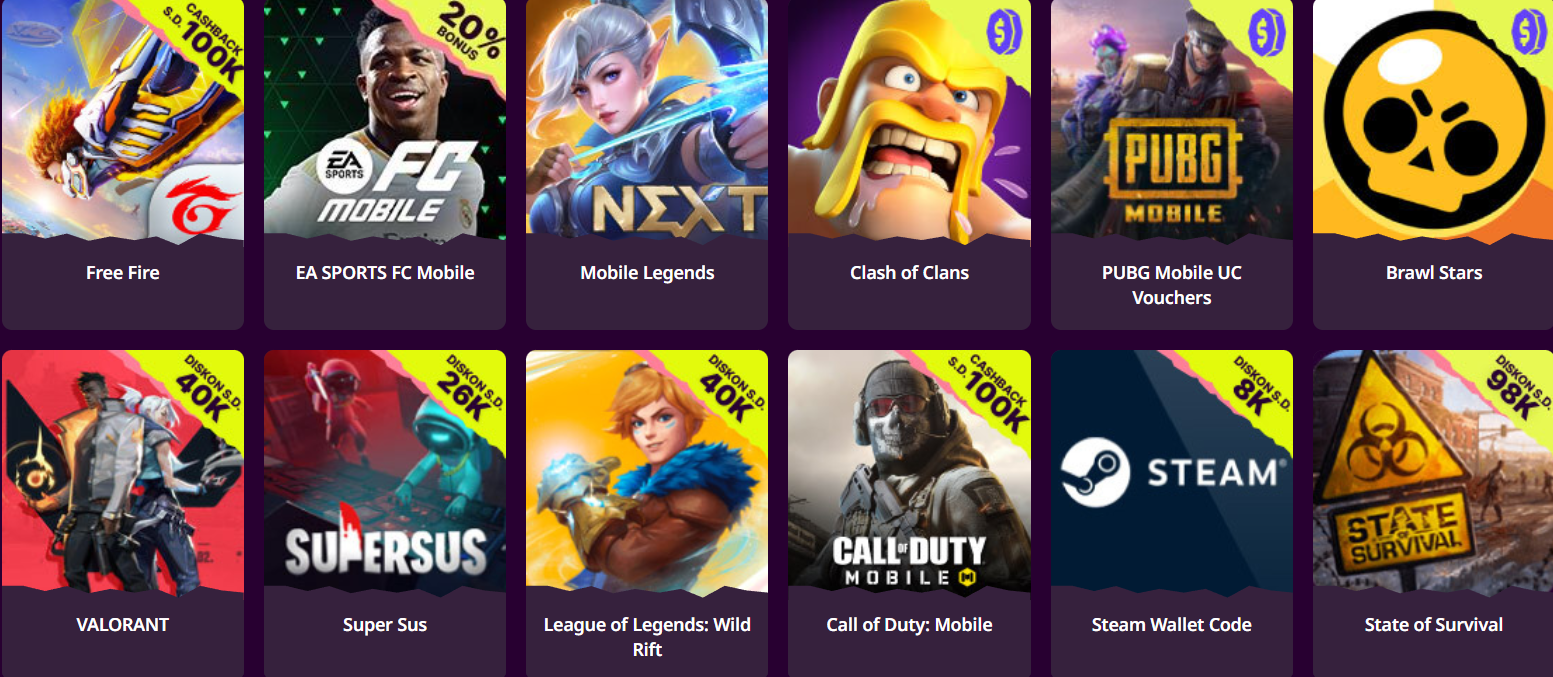 CASHBACK
S.D. 100K
20%
BONUS
EA
SPORTS
FC
MOBILE
NEXT
PUBG
MOBILE
Free Fire
EA SPORTS FC Mobile
Mobile Legends
Clash of Clans
PUBG Mobile UC
Vouchers
Brawl Stars
DISKON S.D.
40K
DISKON S.D.
26K
SUPERSUS
DISKON S.D.
40K
CASHBACK
S.D. 100K
CALL OF DUTY
MOBILE
DISKON S.D.
8K
STEAM®
DISKON S.D.
98K
STATE
OF
SURVIVAL
VALORANT
Super Sus
League of Legends: Wild
Rift
Call of Duty: Mobile
Steam Wallet Code
State of Survival